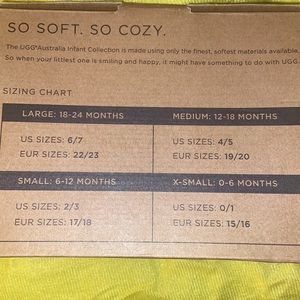 SO SOFT. SO COZY.
The UGG® Australia Infant Collection is made using only the finest, softest materials available.
So when your littlest one is smiling and happy, it might have something to do with UGG.
SIZING CHART
LARGE: 18-24 MONTHS
US SIZES: 6/7
EUR SIZES: 22/23
MEDIUM: 12-18 MONTHS
US SIZES: 4/5
EUR SIZES: 19/20
SMALL: 6-12 MONTHS
US SIZES: 2/3
EUR SIZES: 17/18
X-SMALL: 0-6 MONTHS
US SIZES: 0/1
EUR SIZES: 15/16